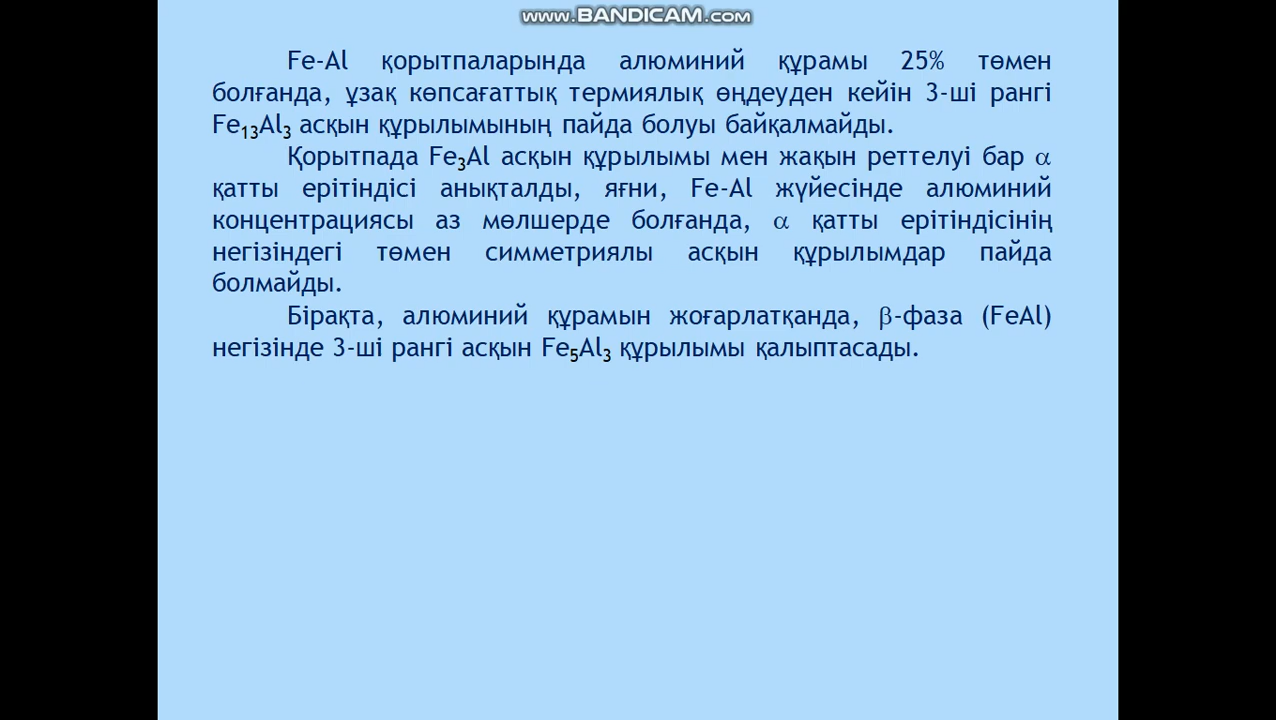 www.BANDICAM.com
Fe-Al қорытпаларында алюминий құрамы 25% төмен
болғанда, ұзақ көпсағаттық термиялық өңдеуден кейін 3-ші рангі
Fe₁₃Al₃ асқын құрылымының пайда болуы байқалмайды.
Қорытпада Fe₃Al асқын құрылымы мен жақын реттелуі бар α
қатты ерітіндісі анықталды, яғни, Fe-Al жүйесінде алюминий
концентрациясы аз мөлшерде болғанда, α қатты ерітіндісінің
негізіндегі төмен симметриялы асқын құрылымдар пайда
болмайды.
Бірақта, алюминий құрамын жоғарлатқанда, β-фаза (FeAl)
негізінде 3-ші рангі асқын Fe₅Al₃ құрылымы қалыптасады.